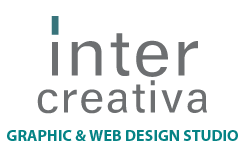 inter
creativa
GRAPHIC & WEB DESIGN STUDIO